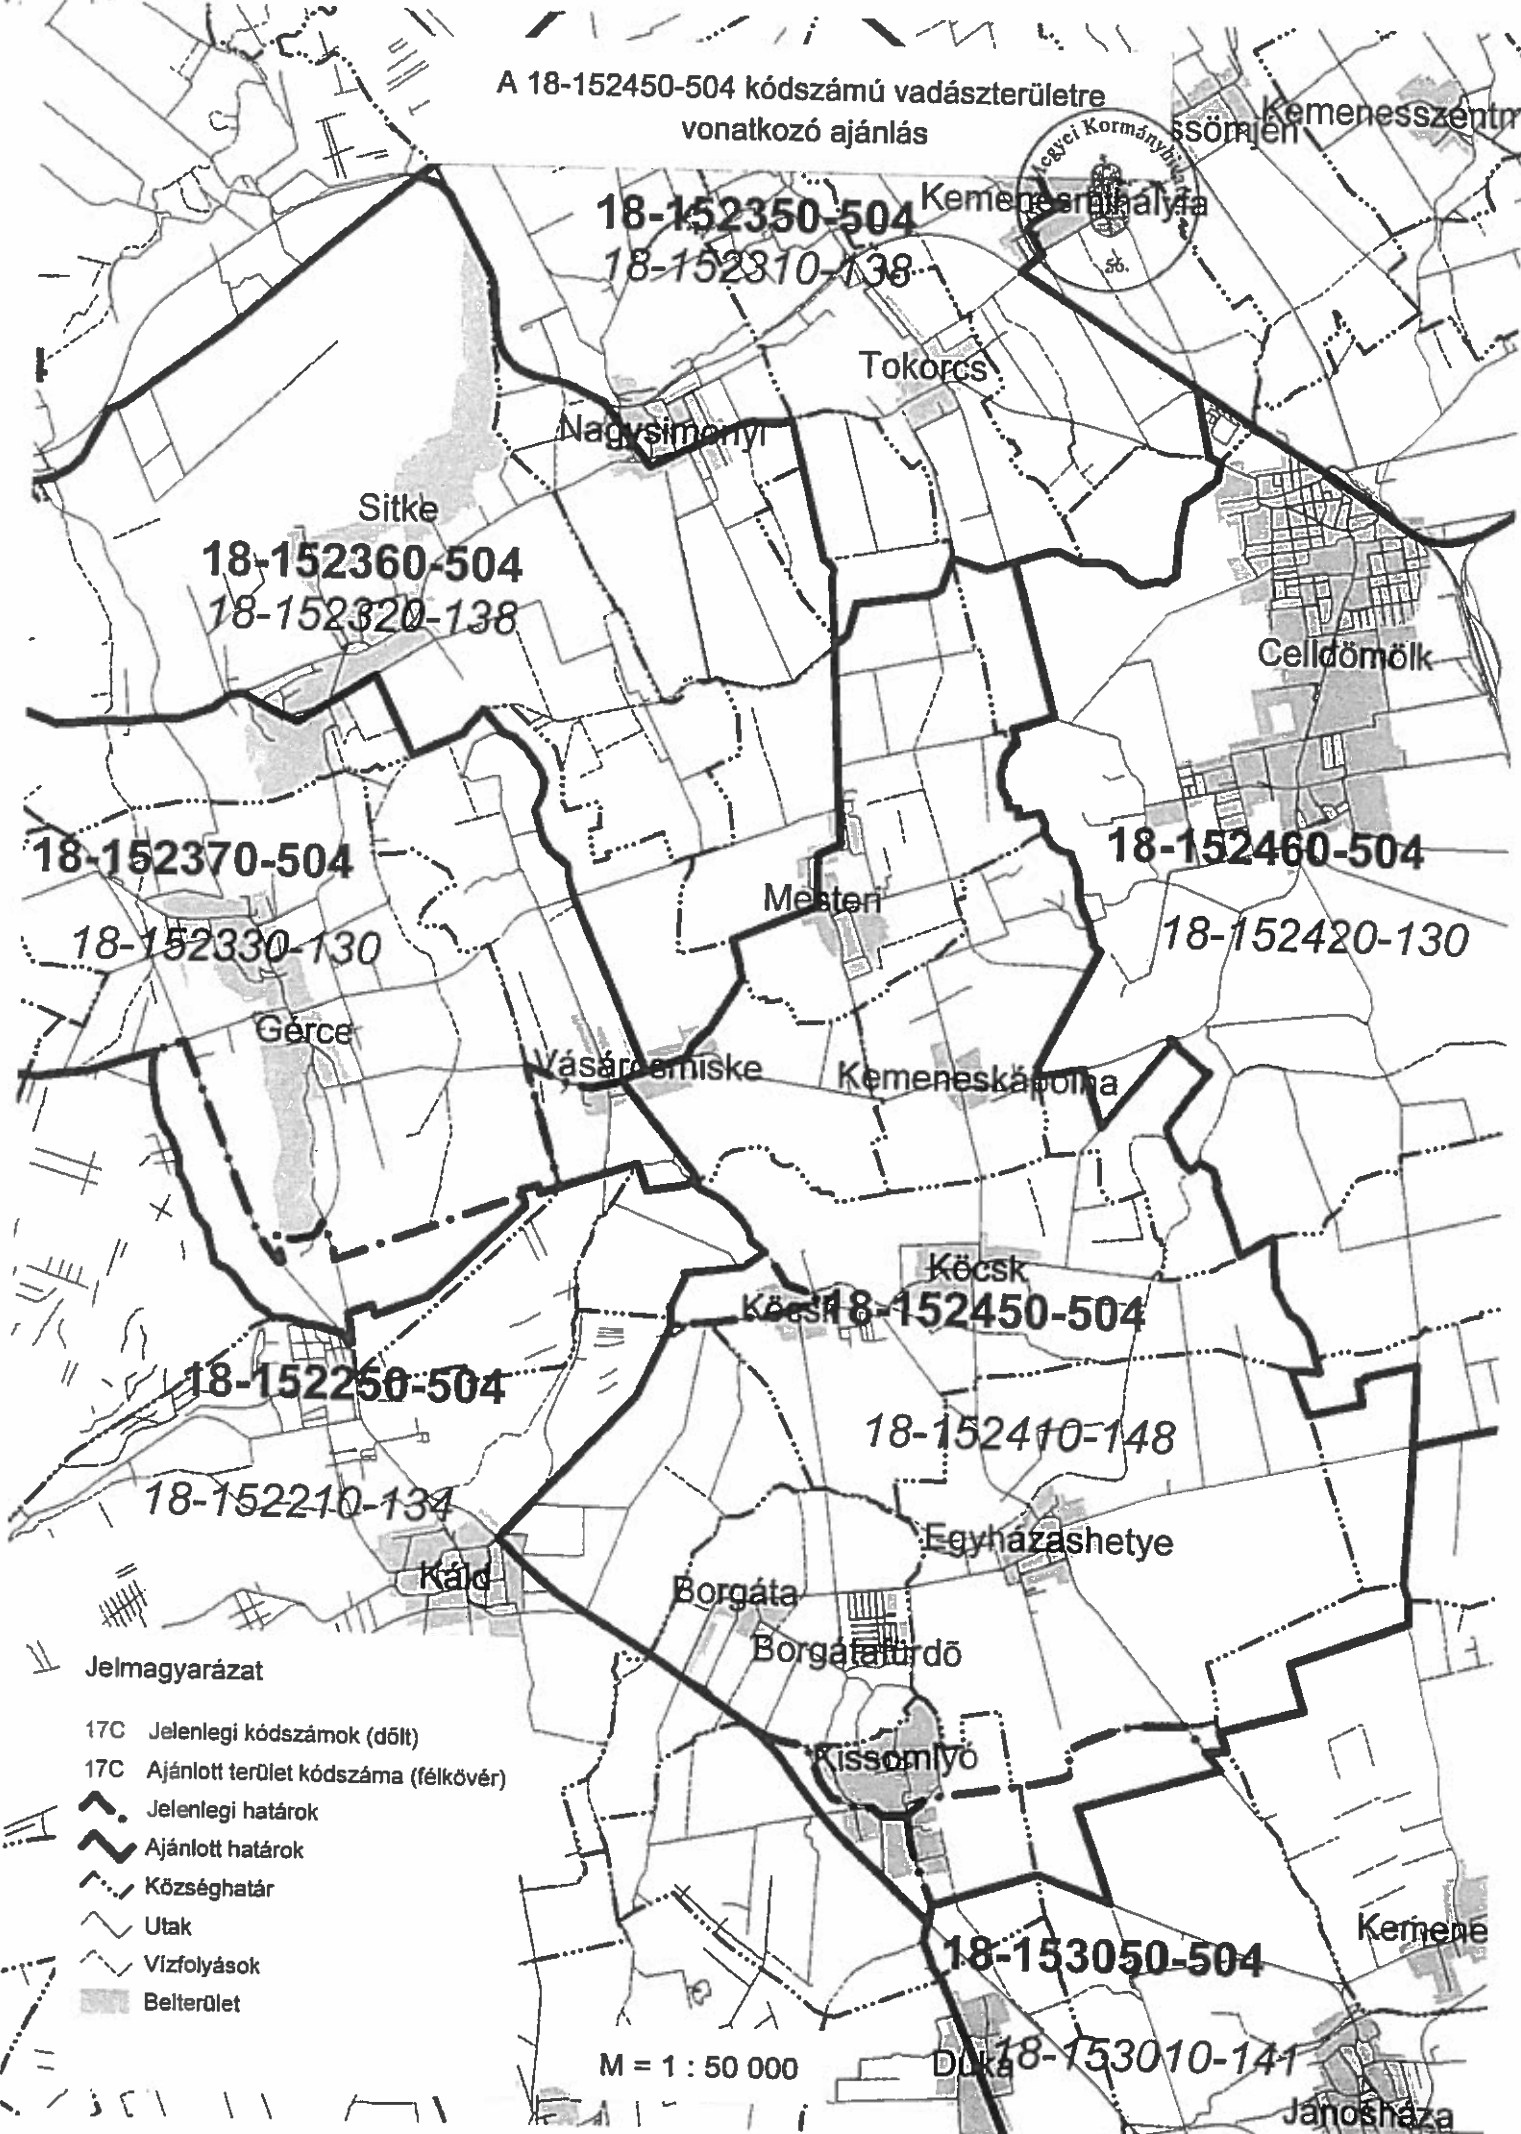 A 18-152450-504 kódszámú vadászterületre
vonatkozó ajánlás
Megyei
56.
Kemenesszentm
ssömjén
18-152350-504
Kemenesmihályfa
18-152310-138
Tokorcs
Nagysimonyi
Sitke
18-152360-504
18-152320-138
Celldömölk
18-152370-504
18-152460-504
Mesteri
18-152330-130
18-152420-130
Gérce
Vásárosmiske
Kemeneskápolna
Köcsk
Köcsk
18-152450-504
18-152250-504
18-152410-148
18-152210-134
Egyházashetye
Káld
Borgáta
Borgátafürdő
Jelmagyarázat
17C Jelenlegi kódszámok (dőlt)
17C Ajánlott terület kódszáma (félkövér)
Jelenlegi határok
Ajánlott határok
Községhatár
Utak
Vízfolyások
Belterület
Kissomlyó
Kemene
18-153050-504
M = 1 : 50 000
Duka
18-153010-141
Jánosháza